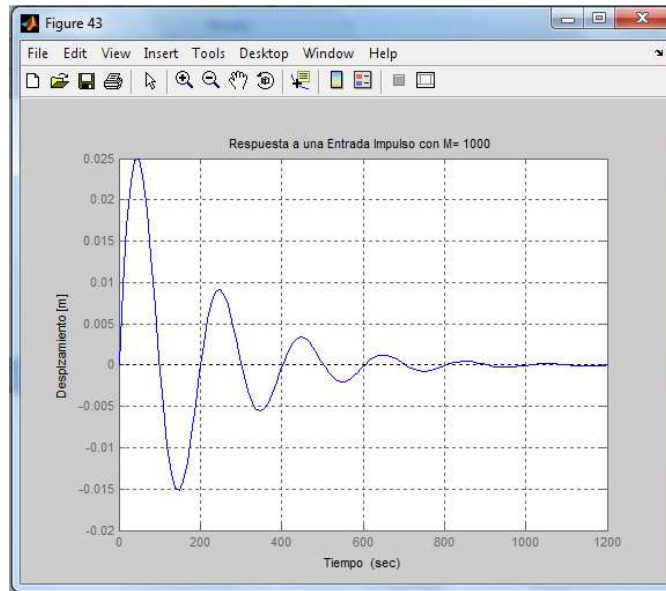 Figure 43
File Edit View Insert Tools Desktop Window Help
Respuesta a una Entrada Impulso con M= 1000
0.025
0.02
0.015
0.01
0.005
0
-0.005
-0.01
-0.015
-0.02
Desplzamiento [m]
0 200 400 600 800 1000 1200
Tiempo (sec)